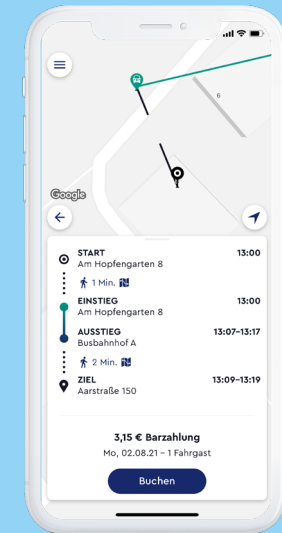 6
Google
START 13:00
Am Hopfengarten 8
1 Min.
EINSTIEG 13:00
Am Hopfengarten 8
AUSSTIEG 13:07–13:17
Busbahnhof A
2 Min.
ZIEL 13:09–13:19
Aarstraße 150
3,15 € Barzahlung
Mo, 02.08.21 – 1 Fahrgast
Buchen